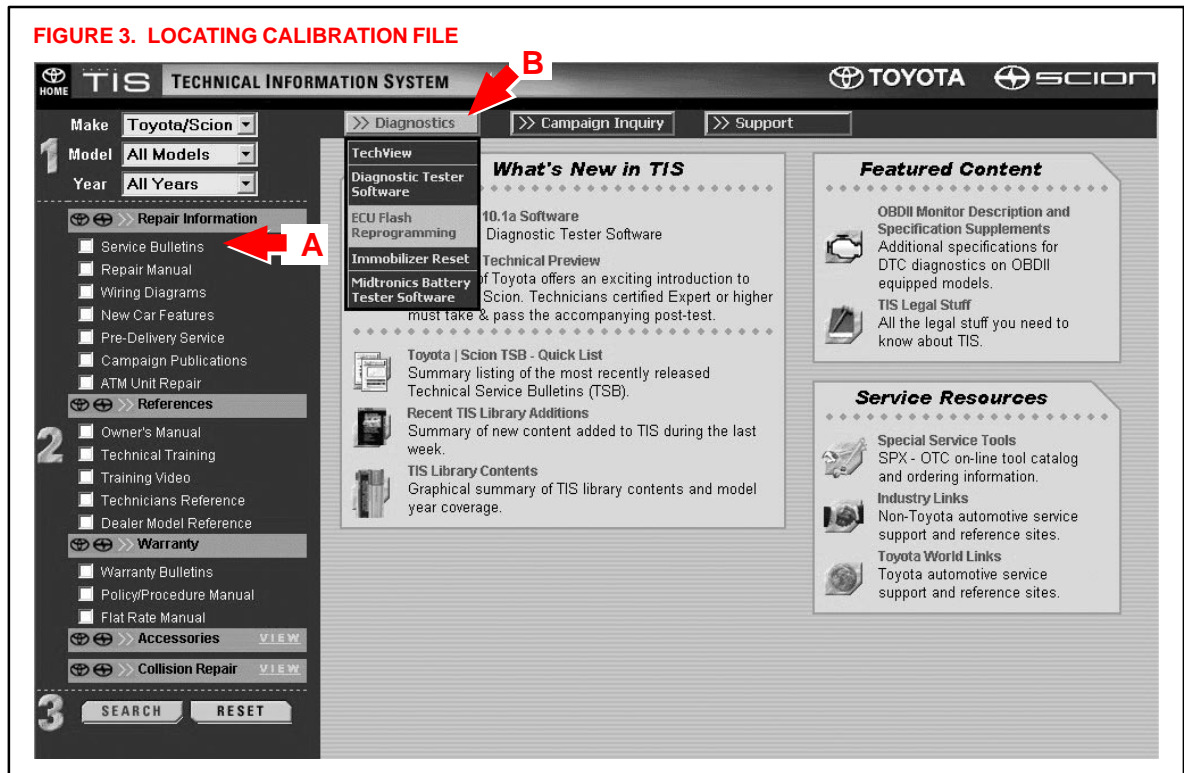 FIGURE 3. LOCATING CALIBRATION FILE
B
HOME TIS TECHNICAL INFORMATION SYSTEM
TOYOTA SCION
1
Make Toyota/Scion
Model All Models
Year All Years
>> Diagnostics
>> Campaign Inquiry
>> Support
TechView
Diagnostic Tester
Software
ECU Flash
Reprogramming
Immobilizer Reset
Midtronics Battery
Tester Software
2
>> Repair Information
Service Bulletins
A
Repair Manual
Wiring Diagrams
New Car Features
Pre-Delivery Service
Campaign Publications
ATM Unit Repair
>> References
Owner's Manual
Technical Training
Training Video
Technicians Reference
Dealer Model Reference
>> Warranty
Warranty Bulletins
Policy/Procedure Manual
Flat Rate Manual
>> Accessories VIEW
>> Collision Repair VIEW
3
SEARCH RESET
What's New in TIS
10.1a Software
Diagnostic Tester Software
Technical Preview
of Toyota offers an exciting introduction to
Scion. Technicians certified Expert or higher
must take & pass the accompanying post-test.
Toyota | Scion TSB - Quick List
Summary listing of the most recently released
Technical Service Bulletins (TSB).
Recent TIS Library Additions
Summary of new content added to TIS during the last
week.
TIS Library Contents
Graphical summary of TIS library contents and model
year coverage.
Featured Content
OBDII Monitor Description and
Specification Supplements
Additional specifications for
DTC diagnostics on OBDII
equipped models.
TIS Legal Stuff
All the legal stuff you need to
know about TIS.
Service Resources
Special Service Tools
SPX - OTC on-line tool catalog
and ordering information.
Industry Links
Non-Toyota automotive service
support and reference sites.
Toyota World Links
Toyota automotive service
support and reference sites.